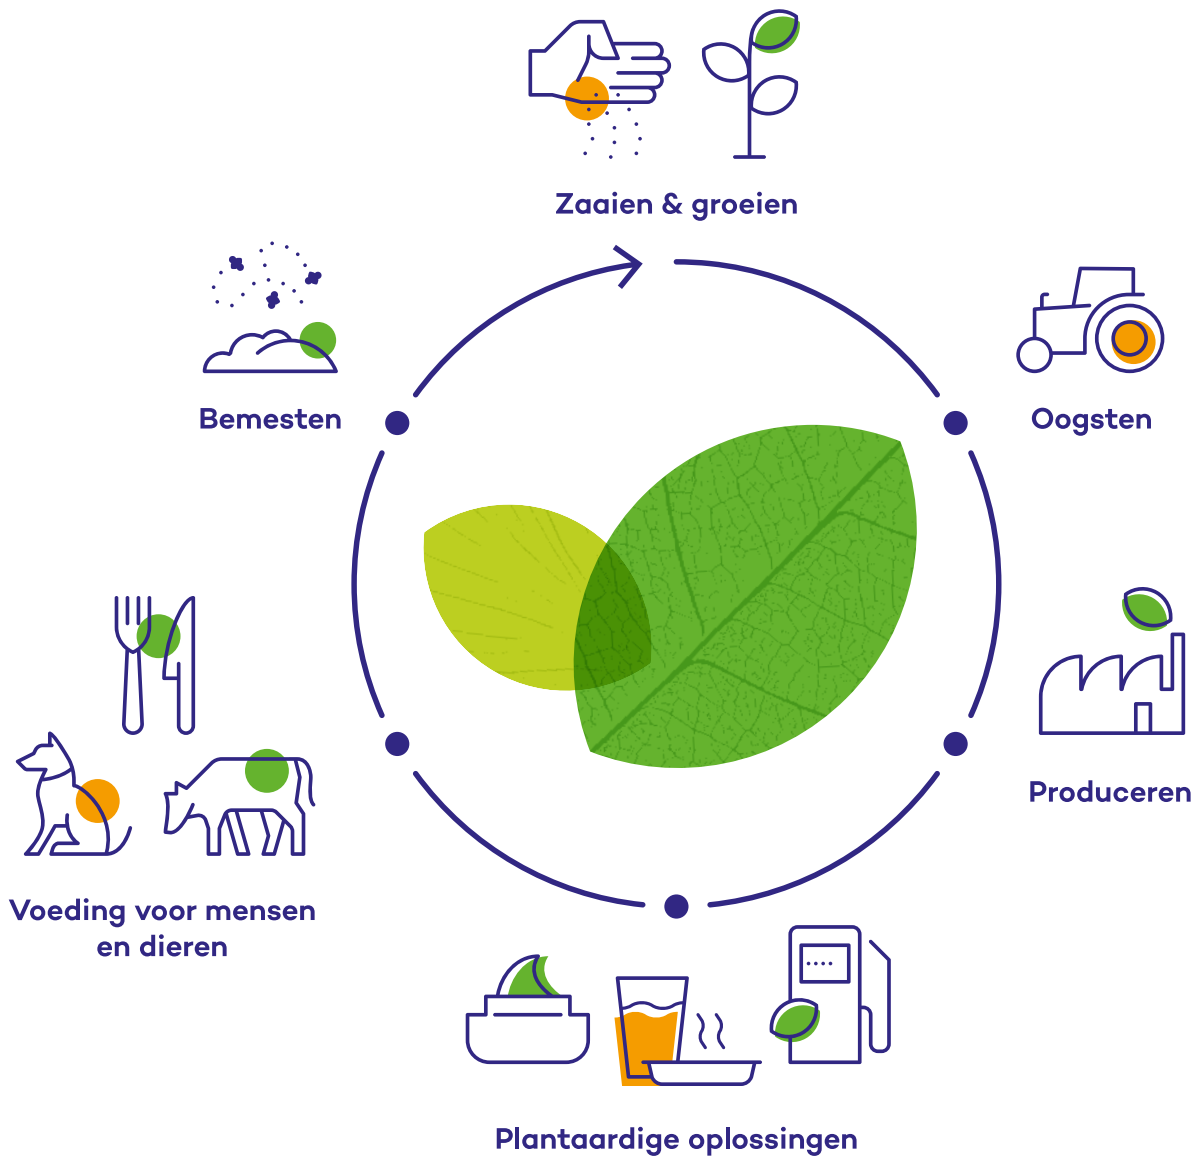 Zaaien & groeien
Bemesten
Oogsten
Produceren
Voeding voor mensen
en dieren
Plantaardige oplossingen